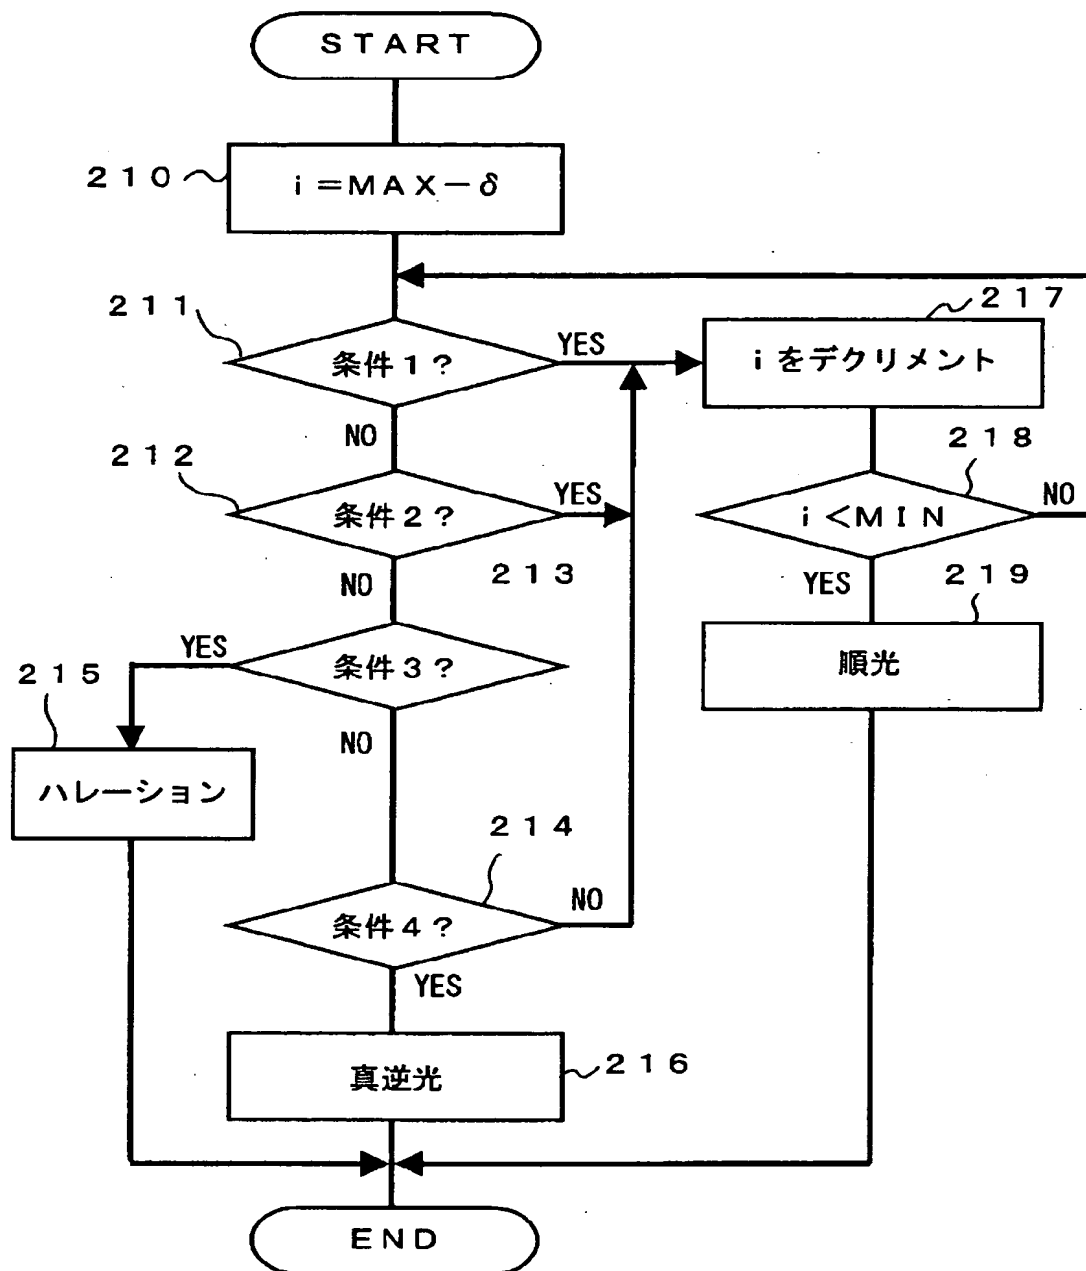 START
210
i=MAX-δ
211
条件1?
YES
217
iをデクリメント
NO
212
条件2?
YES
218
i<MIN
NO
213
NO
YES
219
YES
条件3?
順光
215
NO
ハレーション
214
条件4?
NO
YES
真逆光
216
END